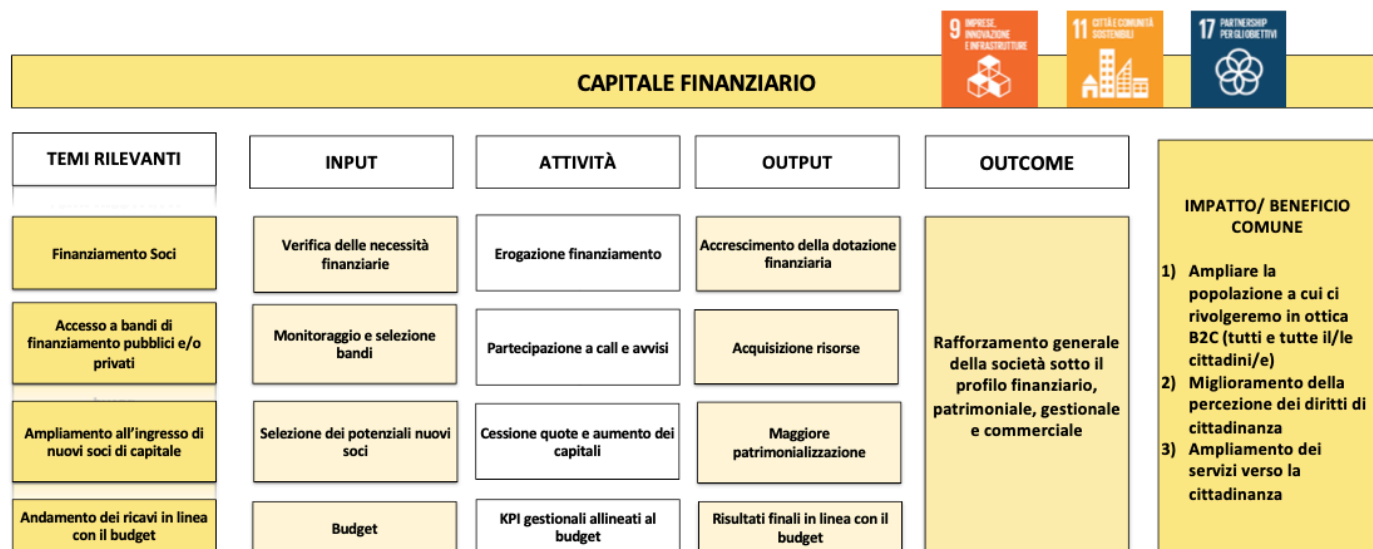 9 IMPRESE,
INNOVAZIONE
E INFRASTRUTTURE
11 CITTÀ E COMUNITÀ
SOSTENIBILI
17 PARTNERSHIP
PER GLI OBIETTIVI
CAPITALE FINANZIARIO
TEMI RILEVANTI
INPUT
ATTIVITÀ
OUTPUT
OUTCOME
Finanziamento Soci
Verifica delle necessità
finanziarie
Erogazione finanziamento
Accrescimento della dotazione
finanziaria
Accesso a bandi di
finanziamento pubblici e/o
privati
Monitoraggio e selezione
bandi
Partecipazione a call e avvisi
Acquisizione risorse
Ampliamento all’ingresso di
nuovi soci di capitale
Selezione dei potenziali nuovi
soci
Cessione quote e aumento dei
capitali
Maggiore
patrimonializzazione
Andamento dei ricavi in linea
con il budget
Budget
KPI gestionali allineati al
budget
Risultati finali in linea con il
budget
Rafforzamento generale
della società sotto il
profilo finanziario,
patrimoniale, gestionale
e commerciale
IMPATTO/ BENEFICIO
COMUNE
1) Ampliare la
popolazione a cui ci
rivolgeremo in ottica
B2C (tutti e tutte il/le
cittadini/e)
2) Miglioramento della
percezione dei diritti di
cittadinanza
3) Ampliamento dei
servizi verso la
cittadinanza